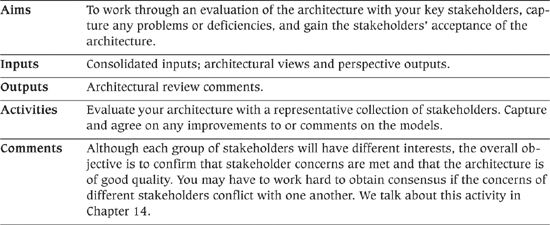 Aims To work through an evaluation of the architecture with your key stakeholders, cap-
ture any problems or deficiencies, and gain the stakeholders’ acceptance of the
architecture.
Inputs Consolidated inputs; architectural views and perspective outputs.
Outputs Architectural review comments.
Activities Evaluate your architecture with a representative collection of stakeholders. Capture
and agree on any improvements to or comments on the models.
Comments Although each group of stakeholders will have different interests, the overall ob-
jective is to confirm that stakeholder concerns are met and that the architecture is
of good quality. You may have to work hard to obtain consensus if the concerns of
different stakeholders conflict with one another. We talk about this activity in
Chapter 14.